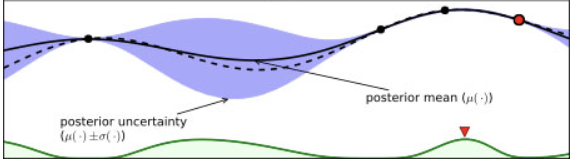 posterior mean (μ(·))
posterior uncertainty
(μ(·) ±σ(·))